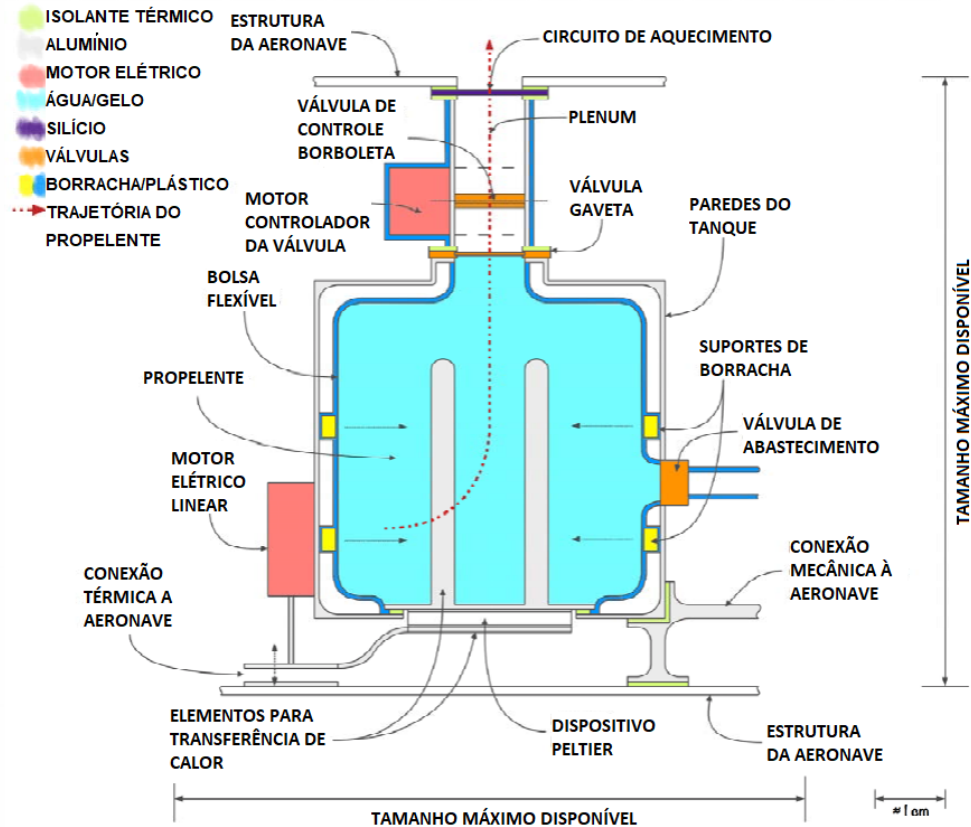 ISOLANTE TÉRMICO
ALUMÍNIO
MOTOR ELÉTRICO
ÁGUA/GELO
SILÍCIO
VÁLVULAS
BORRACHA/PLÁSTICO
TRAJETÓRIA DO
PROPELENTE
ESTRUTURA
DA AERONAVE
CIRCUITO DE AQUECIMENTO
VÁLVULA DE
CONTROLE
BORBOLETA
PLENUM
MOTOR
CONTROLADOR
DA VÁLVULA
VÁLVULA
GAVETA
PAREDES DO
TANQUE
BOLSA
FLEXÍVEL
PROPELENTE
SUPORTES DE
BORRACHA
VÁLVULA DE
ABASTECIMENTO
MOTOR
ELÉTRICO
LINEAR
CONEXÃO
TÉRMICA A
AERONAVE
CONEXÃO
MECÂNICA À
AERONAVE
ELEMENTOS PARA
TRANSFERÊNCIA DE
CALOR
DISPOSITIVO
PELTIER
ESTRUTURA
DA AERONAVE
TAMANHO MÁXIMO DISPONÍVEL
TAMANHO MÁXIMO DISPONÍVEL
≈1cm